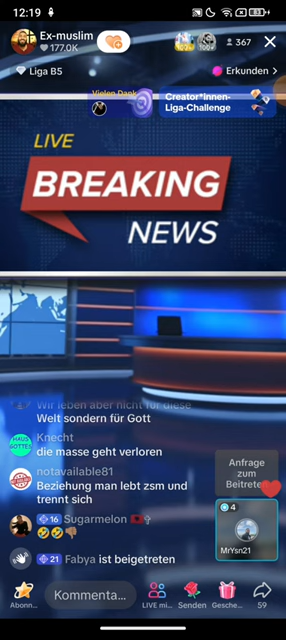 12:19
83
Ex-muslim
177.0K
367
Liga B5
Erkunden
Vielen Dank
Creator*innen-
Liga-Challenge
LIVE
BREAKING
NEWS
Wir leben aber nicht für diese
Welt sondern für Gott
HAUS
GOTTES
Knecht
die masse geht verloren
notavailable81
Beziehung man lebt zsm und
trennt sich
16 Sugarmelon
21 Fabya ist beigetreten
Anfrage
zum
Beitreten
4
MrYsn21
Abonn...
Kommenta...
LIVE mi...
Senden
Gesche...
59